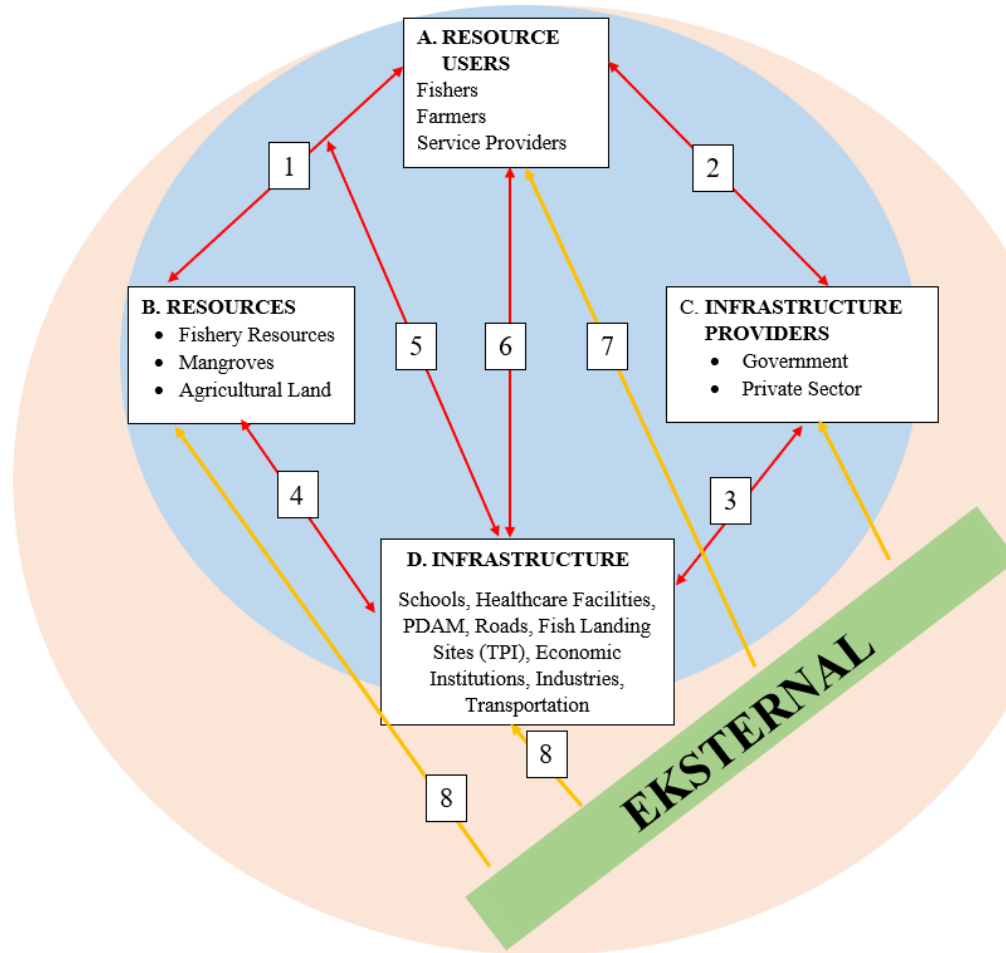 A. RESOURCE
USERS
Fishers
Farmers
Service Providers
1
2
B. RESOURCES
• Fishery Resources
• Mangroves
• Agricultural Land
C. INFRASTRUCTURE
PROVIDERS
• Government
• Private Sector
5
6
7
4
3
D. INFRASTRUCTURE
Schools, Healthcare Facilities,
PDAM, Roads, Fish Landing
Sites (TPI), Economic
Institutions, Industries,
Transportation
8
8
EKSTERNAL